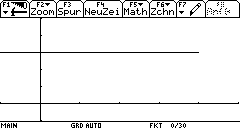 F1 F2 Zoom F3 Spur F4 NeuZei F5 Math F6 Zchn F7
MAIN GRD AUTO FKT 0/30